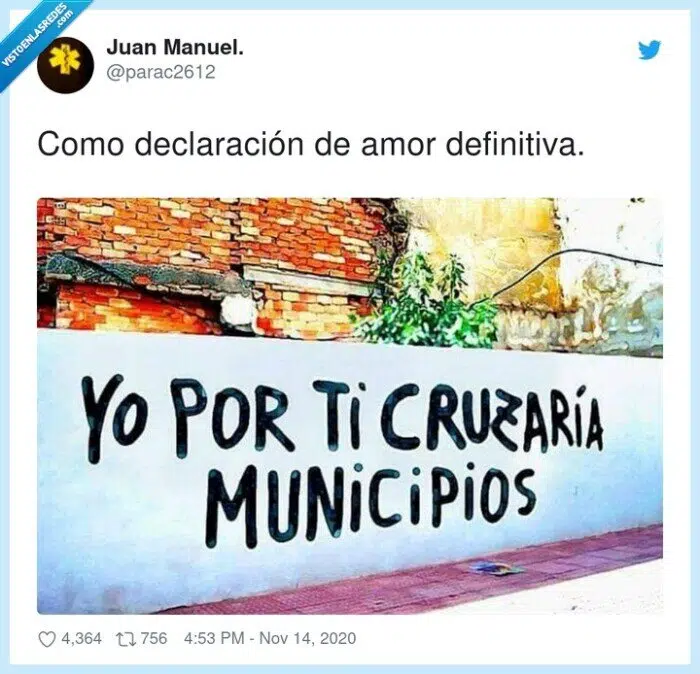 VISTOENLASREDES
.com
Juan Manuel.
@parac2612
Como declaración de amor definitiva.
YO POR Ti CRUZARÍA
MUNiCiPiOS
4,364 756 4:53 PM - Nov 14, 2020